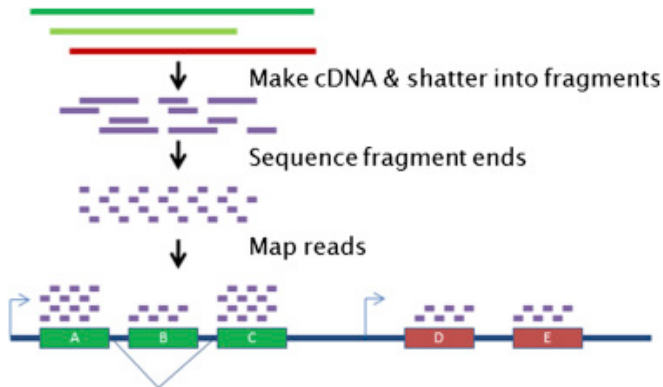 Make cDNA & shatter into fragments
Sequence fragment ends
Map reads
A B C D E